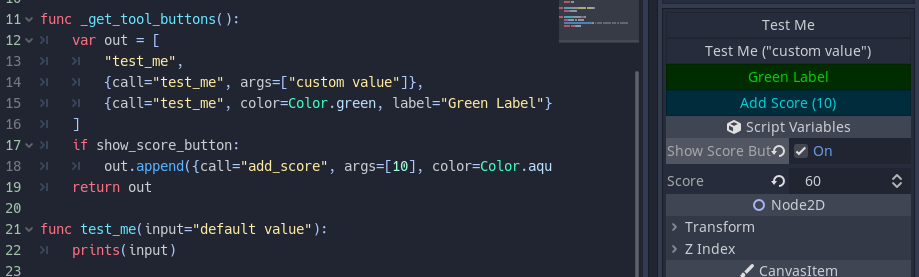 11 func _get_tool_buttons():
12 var out = [
13 "test_me",
14 {call="test_me", args=["custom value"]},
15 {call="test_me", color=Color.green, label="Green Label"}
16 ]
17 if show_score_button:
18 out.append({call="add_score", args=[10], color=Color.aqu
19 return out
20
21 func test_me(input="default value"):
22 prints(input)
23
Test Me
Test Me ("custom value")
Green Label
Add Score (10)
Script Variables
Show Score But On
Score 60
Node2D
Transform
Z Index
CanvasItem